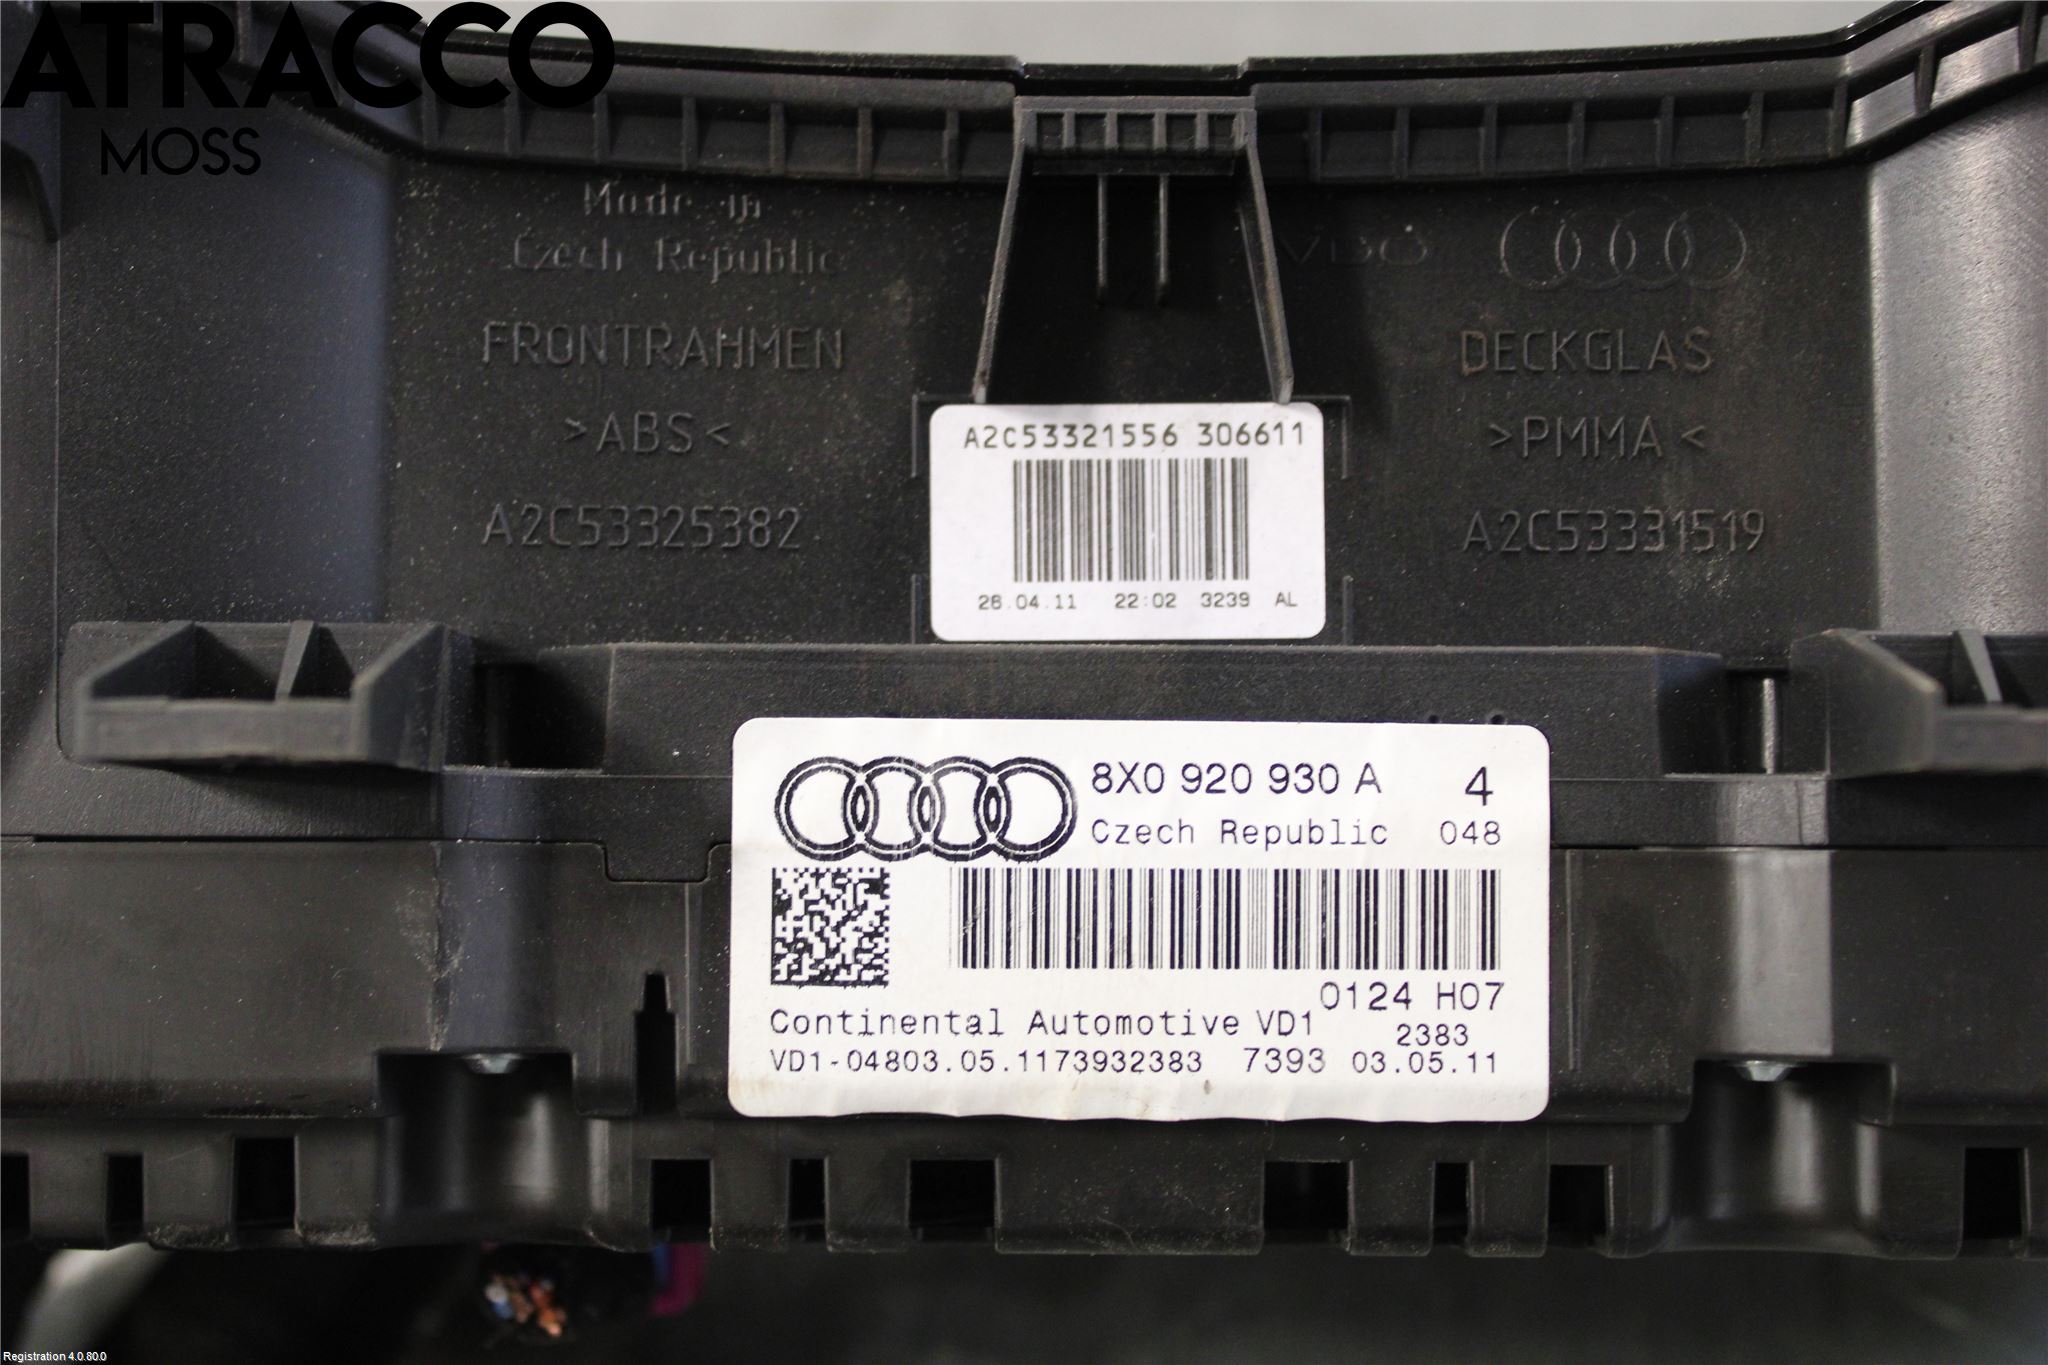 ATRACCO
MOSS
Made in
Czech Republic
VDO
FRONTRAHMEN
>ABS<
A2C53325382
DECKGLAS
>PMMA<
A2C53331519
A2C53321556 306611
26.04.11 22:02 3239 AL
8X0 920 930 A 4
Czech Republic 048
0124 H07
Continental Automotive VD1 2383
VD1-04803.05.1173932383 7393 03.05.11
Registration 4.0.80.0